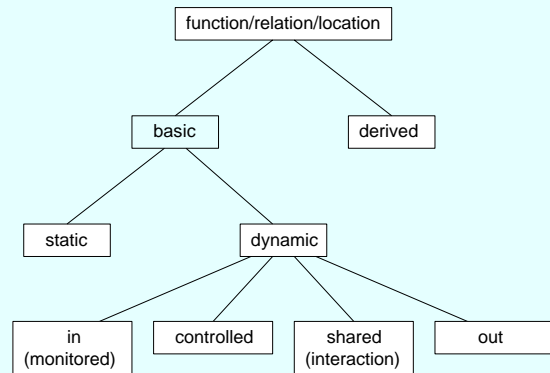 function/relation/location
basic
derived
static
dynamic
in
(monitored)
controlled
shared
(interaction)
out